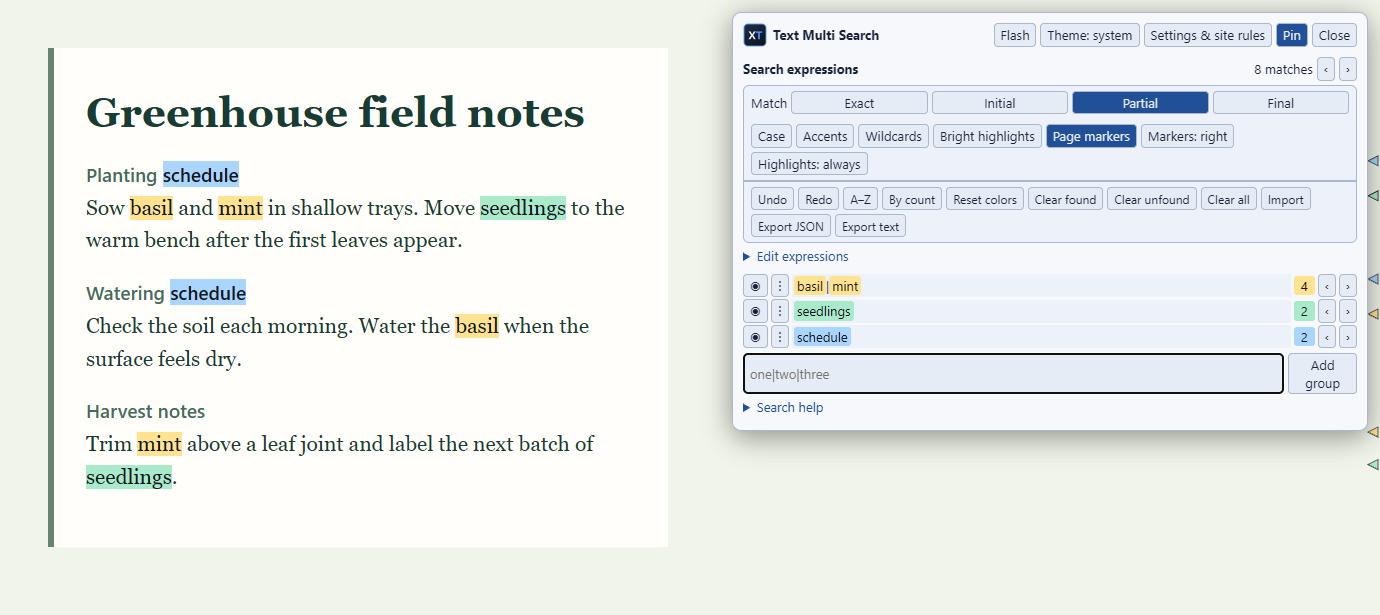 Greenhouse field notes
Planting schedule
Sow basil and mint in shallow trays. Move seedlings to the
warm bench after the first leaves appear.
Watering schedule
Check the soil each morning. Water the basil when the
surface feels dry.
Harvest notes
Trim mint above a leaf joint and label the next batch of
seedlings.
XT Text Multi Search Flash Theme: system Settings & site rules Pin Close
Search expressions 8 matches ‹ ›
Match Exact Initial Partial Final
Case Accents Wildcards Bright highlights Page markers Markers: right
Highlights: always
Undo Redo A–Z By count Reset colors Clear found Clear unfound Clear all Import
Export JSON Export text
▶ Edit expressions
◉ ⋮ basil|mint 4 ‹ ›
◉ ⋮ seedlings 2 ‹ ›
◉ ⋮ schedule 2 ‹ ›
one|two|three Add
group
▶ Search help